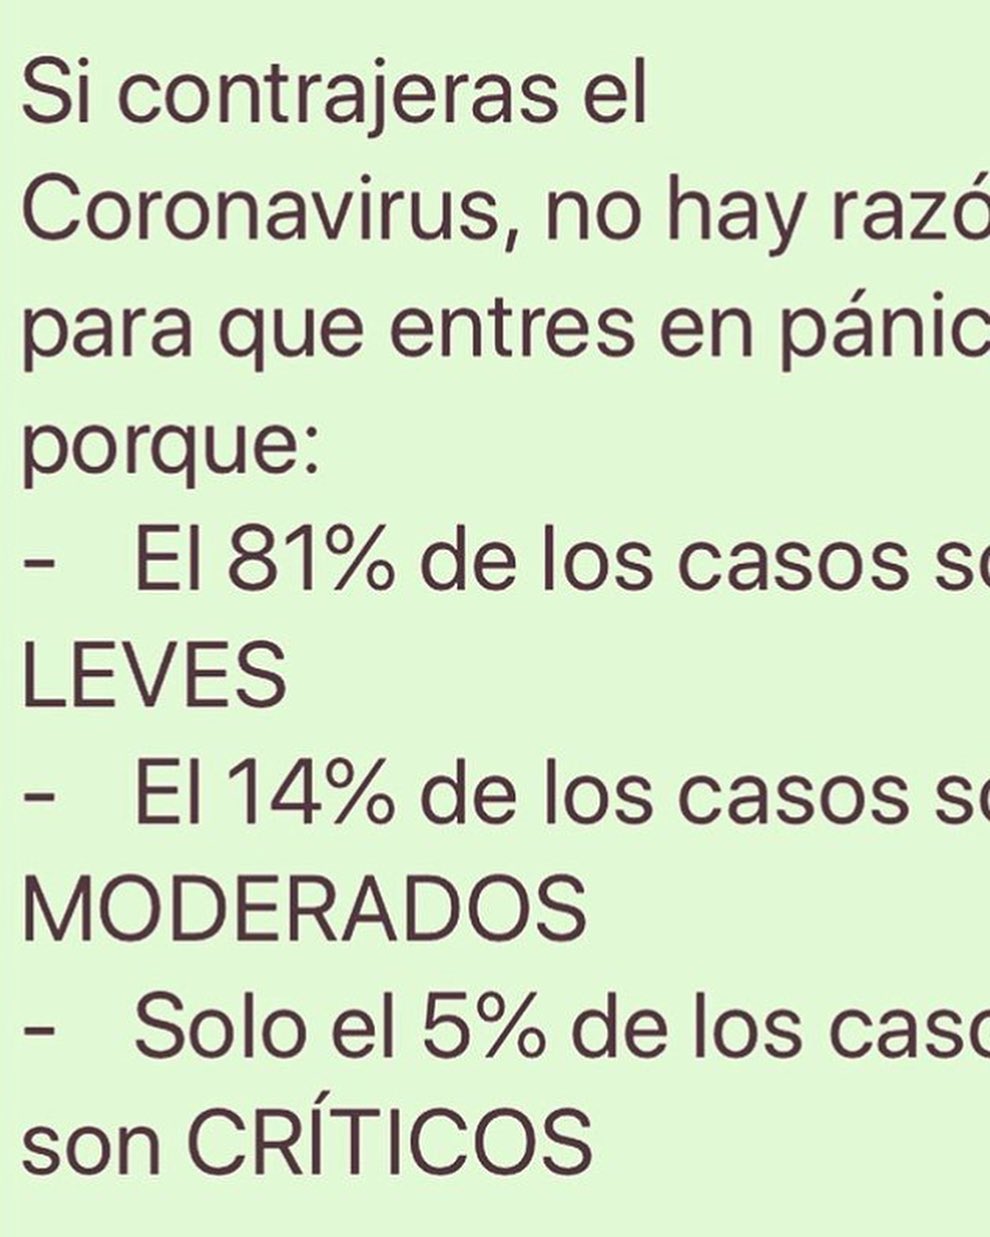 Si contrajeras el
Coronavirus, no hay razó
para que entres en pánic
porque:
- El 81% de los casos so
LEVES
- El 14% de los casos so
MODERADOS
- Solo el 5% de los caso
son CRÍTICOS